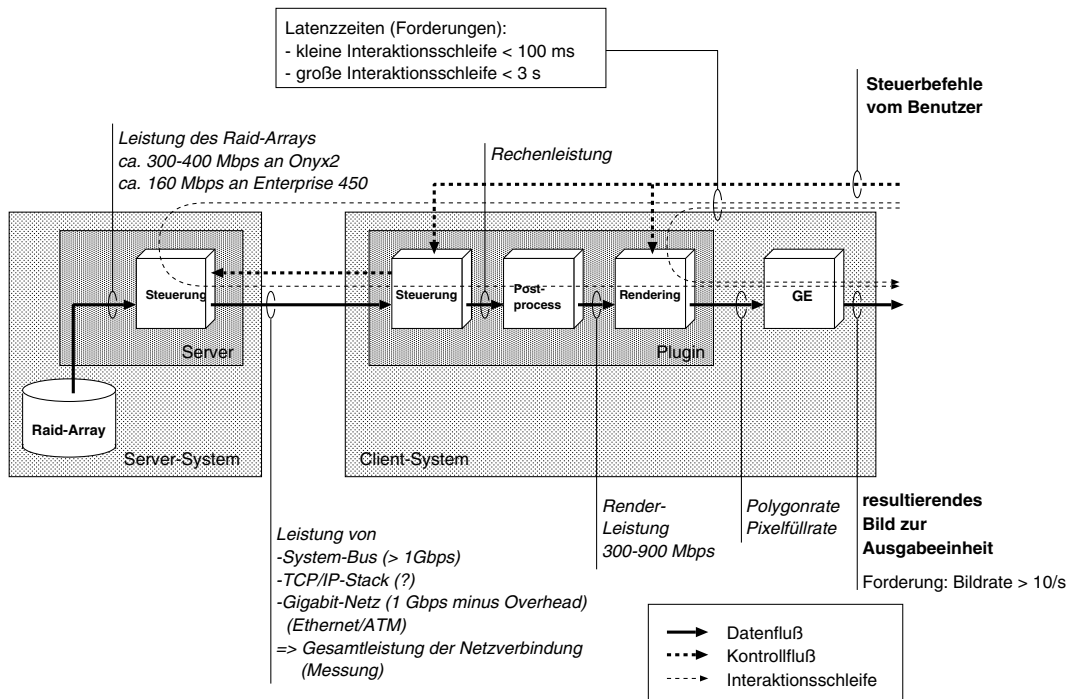 Latenzzeiten (Forderungen):
- kleine Interaktionsschleife < 100 ms
- große Interaktionsschleife < 3 s
Steuerbefehle
vom Benutzer
Leistung des Raid-Arrays
ca. 300-400 Mbps an Onyx2
ca. 160 Mbps an Enterprise 450
Rechenleistung
Steuerung
Server
Raid-Array
Server-System
Steuerung
Post-
process
Rendering
Plugin
GE
Client-System
Leistung von
-System-Bus (> 1Gbps)
-TCP/IP-Stack (?)
-Gigabit-Netz (1 Gbps minus Overhead)
(Ethernet/ATM)
=> Gesamtleistung der Netzverbindung
(Messung)
Render-
Leistung
300-900 Mbps
Polygonrate
Pixelfüllrate
resultierendes
Bild zur
Ausgabeeinheit
Forderung: Bildrate > 10/s
Datenfluß
Kontrollfluß
Interaktionsschleife